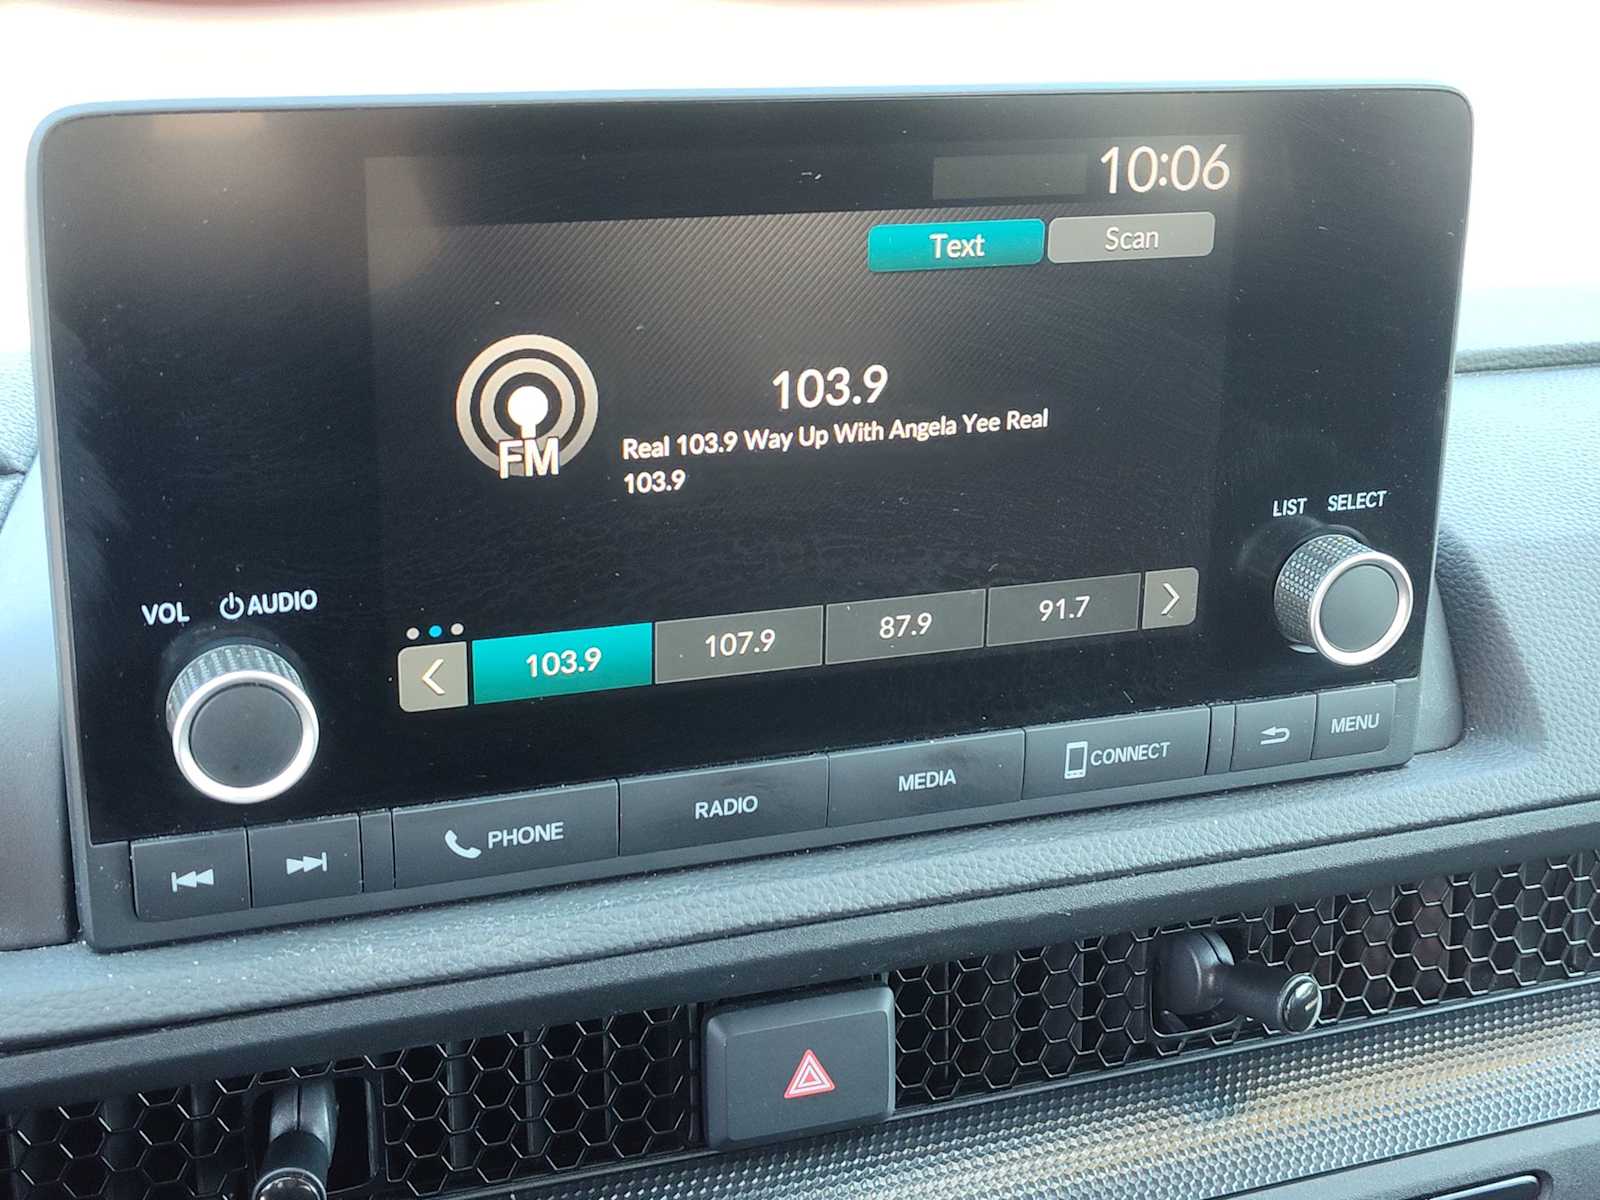 10:06
Text
Scan
FM
103.9
Real 103.9 Way Up With Angela Yee Real
103.9
LIST SELECT
VOL AUDIO
103.9
107.9
87.9
91.7
PHONE
RADIO
MEDIA
CONNECT
MENU